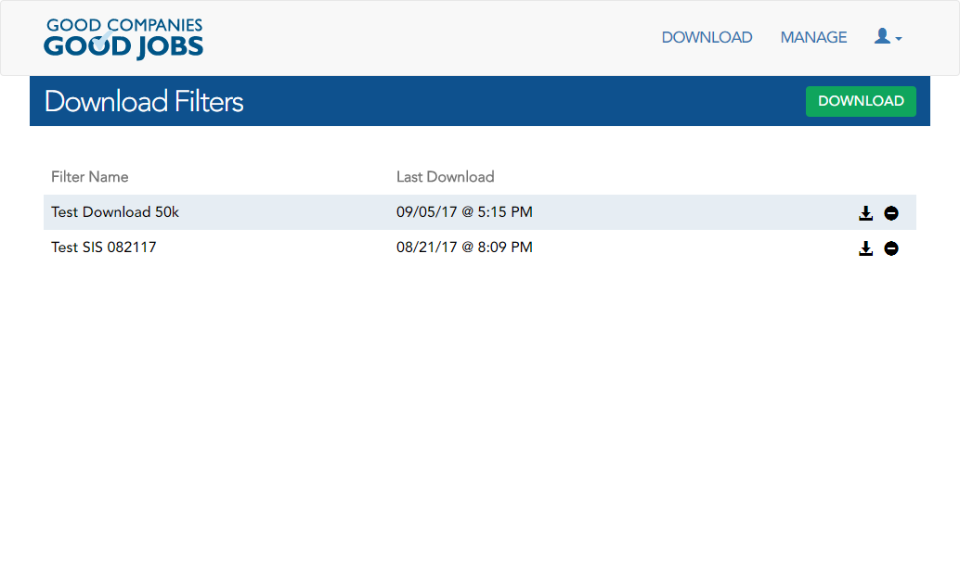 GOOD COMPANIES
GOOD JOBS
DOWNLOAD MANAGE
Download Filters
DOWNLOAD
Filter Name Last Download
Test Download 50k 09/05/17 @ 5:15 PM
Test SIS 082117 08/21/17 @ 8:09 PM